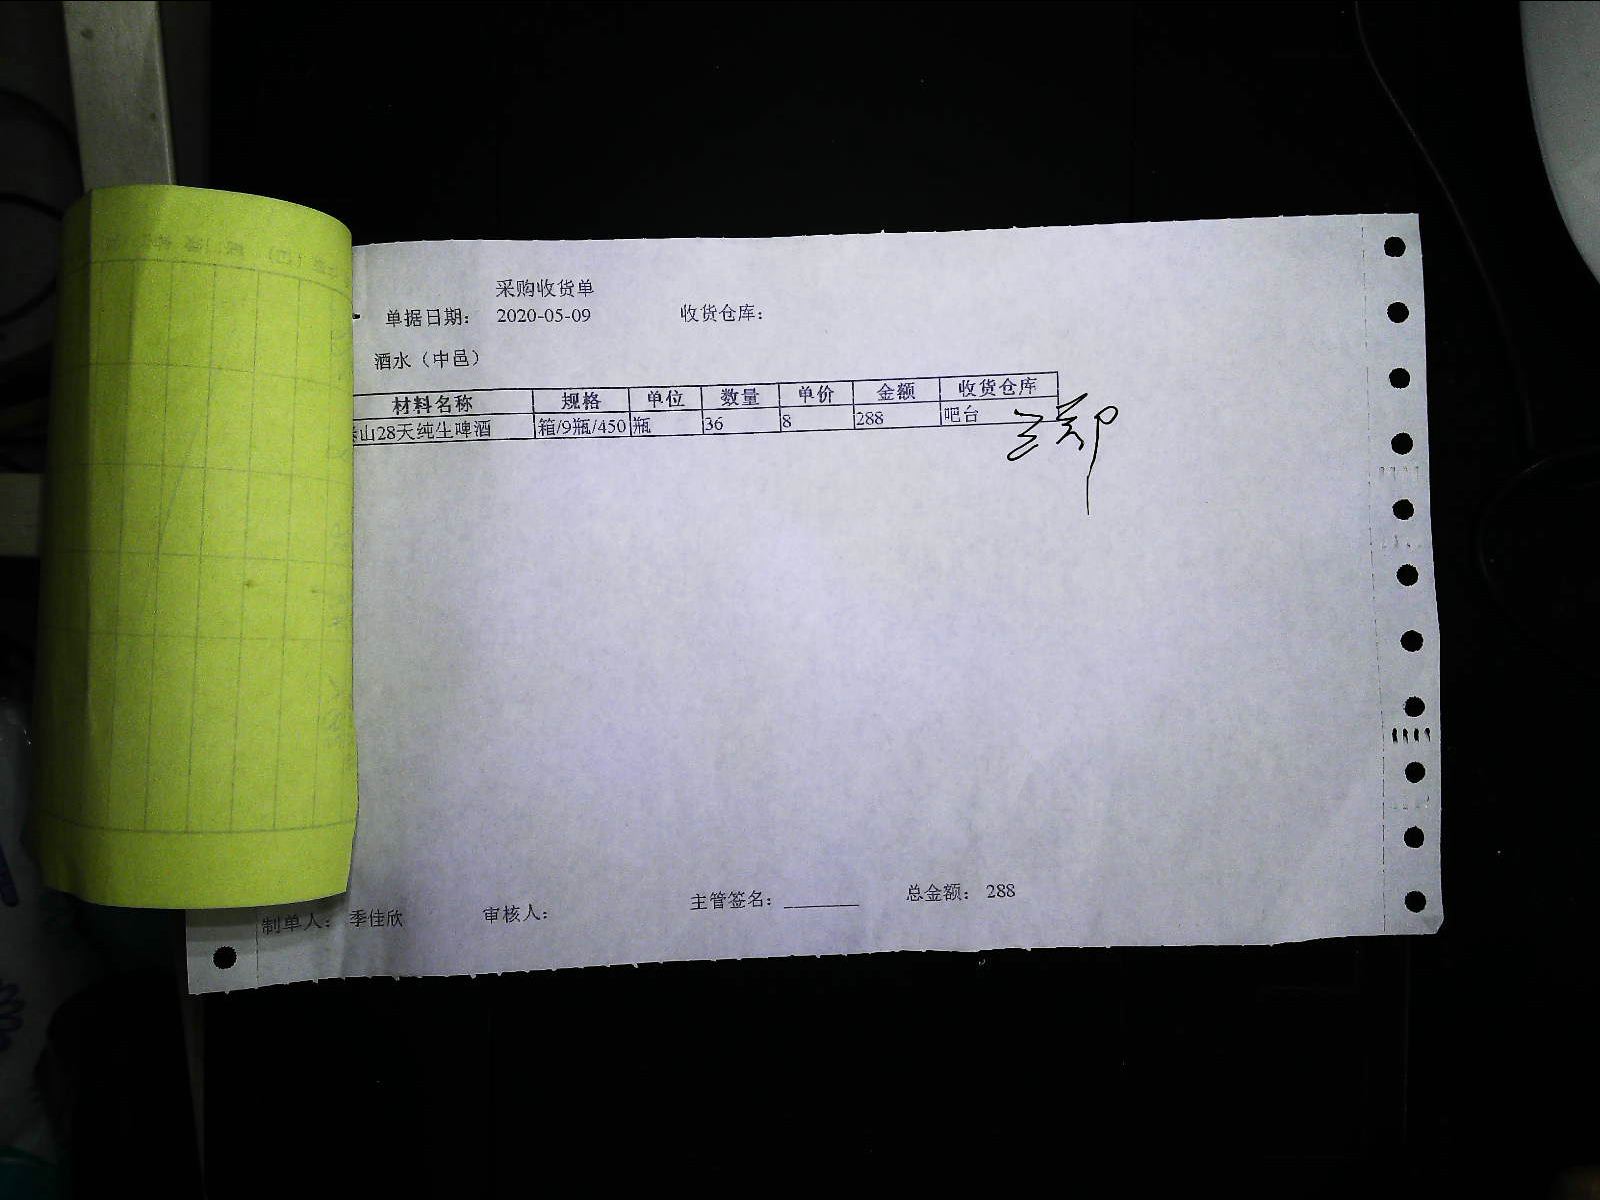 采购收货单
单据日期： 2020-05-09 收货仓库：
酒水（中邑）
材料名称 规格 单位 数量 单价 金额 收货仓库
山28天纯生啤酒 箱/9瓶/450 瓶 36 8 288 吧台
郑
制单人： 季佳欣 审核人： 主管签名：________ 总金额： 288